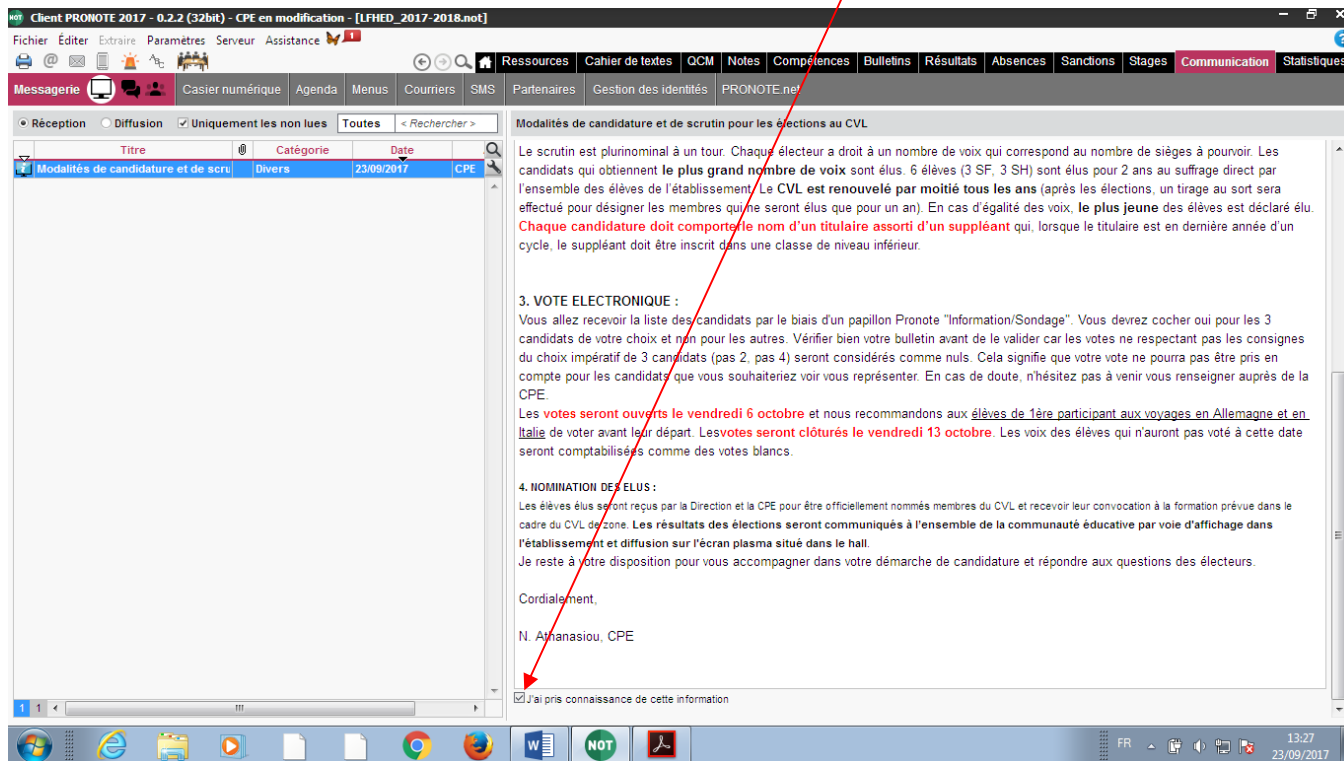 Client PRONOTE 2017 - 0.2.2 (32bit) - CPE en modification - [LFHED_2017-2018.not]
Fichier Éditer Extraire Paramètres Serveur Assistance 1
Ressources Cahier de textes QCM Notes Compétences Bulletins Résultats Absences Sanctions Stages Communication Statistiques
Messagerie Casier numérique Agenda Menus Courriers SMS Partenaires Gestion des identités PRONOTE.net
Réception Diffusion Uniquement les non lues Toutes < Rechercher >
Titre Catégorie Date
Modalités de candidature et de scru Divers 23/09/2017 CPE
Modalités de candidature et de scrutin pour les élections au CVL
Le scrutin est plurinominal à un tour. Chaque électeur a droit à un nombre de voix qui correspond au nombre de sièges à pourvoir. Les
candidats qui obtiennent le plus grand nombre de voix sont élus. 6 élèves (3 SF, 3 SH) sont élus pour 2 ans au suffrage direct par
l'ensemble des élèves de l'établissement. Le CVL est renouvelé par moitié tous les ans (après les élections, un tirage au sort sera
effectué pour désigner les membres qui ne seront élus que pour un an). En cas d'égalité des voix, le plus jeune des élèves est déclaré élu.
Chaque candidature doit comporter le nom d'un titulaire assorti d'un suppléant qui, lorsque le titulaire est en dernière année d'un
cycle, le suppléant doit être inscrit dans une classe de niveau inférieur.
3. VOTE ELECTRONIQUE :
Vous allez recevoir la liste des candidats par le biais d'un papillon Pronote "Information/Sondage". Vous devrez cocher oui pour les 3
candidats de votre choix et non pour les autres. Vérifier bien votre bulletin avant de le valider car les votes ne respectant pas les consignes
du choix impératif de 3 candidats (pas 2, pas 4) seront considérés comme nuls. Cela signifie que votre vote ne pourra pas être pris en
compte pour les candidats que vous souhaiteriez voir vous représenter. En cas de doute, n'hésitez pas à venir vous renseigner auprès de la
CPE.
Les votes seront ouverts le vendredi 6 octobre et nous recommandons aux élèves de 1ère participant aux voyages en Allemagne et en
Italie de voter avant leur départ. Lesvotes seront clôturés le vendredi 13 octobre. Les voix des élèves qui n'auront pas voté à cette date
seront comptabilisées comme des votes blancs.
4. NOMINATION DES ELUS :
Les élèves élus seront reçus par la Direction et la CPE pour être officiellement nommés membres du CVL et recevoir leur convocation à la formation prévue dans le
cadre du CVL de zone. Les résultats des élections seront communiqués à l'ensemble de la communauté éducative par voie d'affichage dans
l'établissement et diffusion sur l'écran plasma situé dans le hall.
Je reste à votre disposition pour vous accompagner dans votre démarche de candidature et répondre aux questions des électeurs.
Cordialement,
N. Athanasiou, CPE
J'ai pris connaissance de cette information
1 1
NOT
FR
13:27
23/09/2017